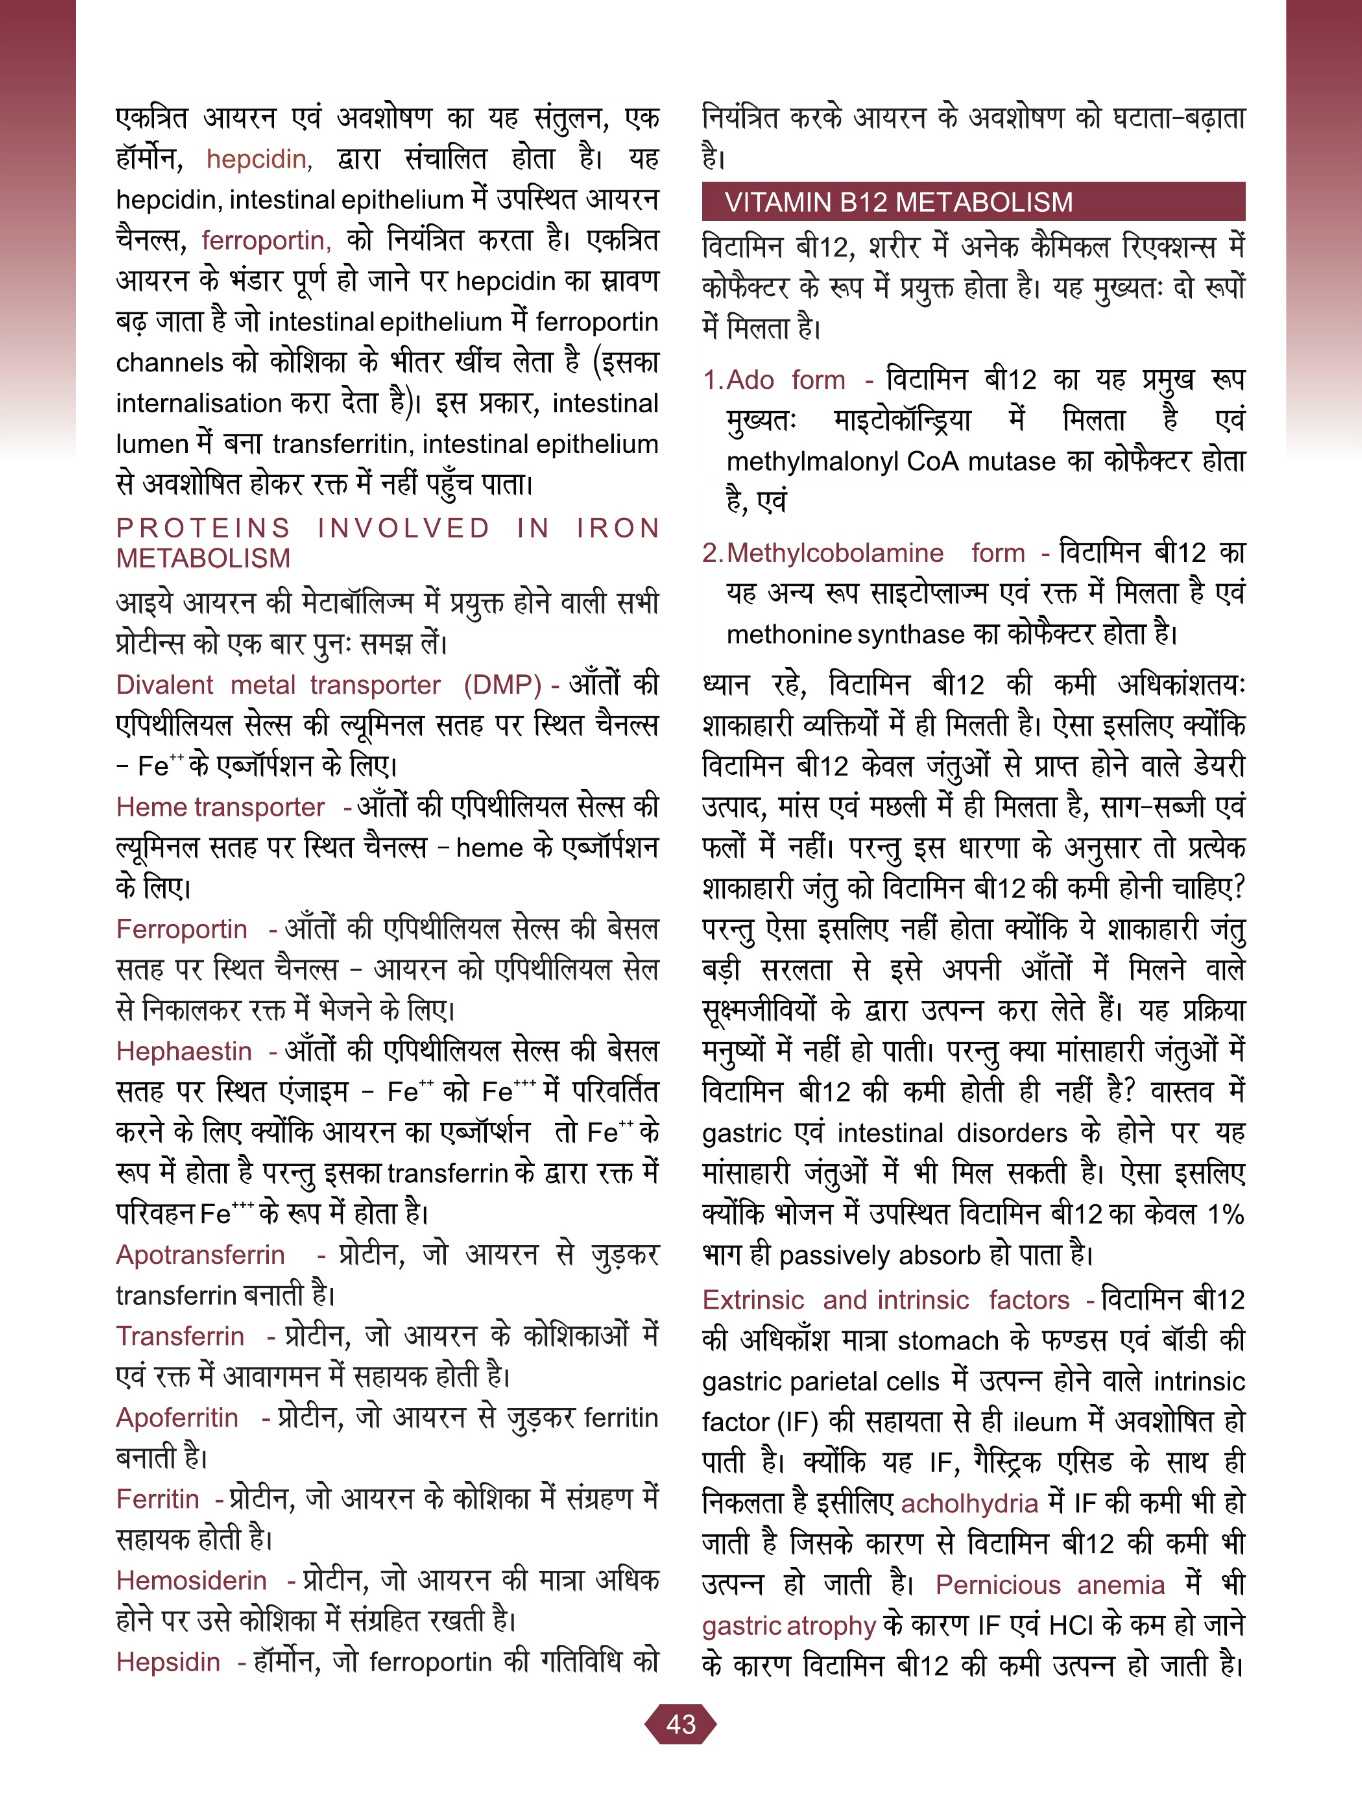 एकत्रित आयरन एवं अवशोषण का यह संतुलन, एक
हॉर्मोन, hepcidin, द्वारा संचालित होता है। यह
hepcidin, intestinal epithelium में उपस्थित आयरन
चैनल्स, ferroportin, को नियंत्रित करता है। एकत्रित
आयरन के भंडार पूर्ण हो जाने पर hepcidin का स्रावण
बढ़ जाता है जो intestinal epithelium में ferroportin
channels को कोशिका के भीतर खींच लेता है (इसका
internalisation करा देता है)। इस प्रकार, intestinal
lumen में बना transferritin, intestinal epithelium
से अवशोषित होकर रक्त में नहीं पहुँच पाता।
PROTEINS INVOLVED IN IRON
METABOLISM
आइये आयरन की मेटाबॉलिज्म में प्रयुक्त होने वाली सभी
प्रोटीन्स को एक बार पुनः समझ लें।
Divalent metal transporter (DMP) - आँतों की
एपिथीलियल सेल्स की ल्यूमिनल सतह पर स्थित चैनल्स
– Fe⁺⁺ के एब्जॉर्पशन के लिए।
Heme transporter - आँतों की एपिथीलियल सेल्स की
ल्यूमिनल सतह पर स्थित चैनल्स – heme के एब्जॉर्पशन
के लिए।
Ferroportin - आँतों की एपिथीलियल सेल्स की बेसल
सतह पर स्थित चैनल्स – आयरन को एपिथीलियल सेल
से निकालकर रक्त में भेजने के लिए।
Hephaestin - आँतों की एपिथीलियल सेल्स की बेसल
सतह पर स्थित एंजाइम – Fe⁺⁺ को Fe⁺⁺⁺ में परिवर्तित
करने के लिए क्योंकि आयरन का एब्जॉर्प्शन तो Fe⁺⁺ के
रूप में होता है परन्तु इसका transferrin के द्वारा रक्त में
परिवहन Fe⁺⁺⁺ के रूप में होता है।
Apotransferrin - प्रोटीन, जो आयरन से जुड़कर
transferrin बनाती है।
Transferrin - प्रोटीन, जो आयरन के कोशिकाओं में
एवं रक्त में आवागमन में सहायक होती है।
Apoferritin - प्रोटीन, जो आयरन से जुड़कर ferritin
बनाती है।
Ferritin - प्रोटीन, जो आयरन के कोशिका में संग्रहण में
सहायक होती है।
Hemosiderin - प्रोटीन, जो आयरन की मात्रा अधिक
होने पर उसे कोशिका में संग्रहित रखती है।
Hepsidin - हॉर्मोन, जो ferroportin की गतिविधि को
नियंत्रित करके आयरन के अवशोषण को घटाता-बढ़ाता
है।
VITAMIN B12 METABOLISM
विटामिन बी12, शरीर में अनेक कैमिकल रिएक्शन्स में
कोफैक्टर के रूप में प्रयुक्त होता है। यह मुख्यतः दो रूपों
में मिलता है।
1. Ado form - विटामिन बी12 का यह प्रमुख रूप
मुख्यतः माइटोकॉन्ड्रिया में मिलता है एवं
methylmalonyl CoA mutase का कोफैक्टर होता
है, एवं
2. Methylcobolamine form - विटामिन बी12 का
यह अन्य रूप साइटोप्लाज्म एवं रक्त में मिलता है एवं
methonine synthase का कोफैक्टर होता है।
ध्यान रहे, विटामिन बी12 की कमी अधिकांशतयः
शाकाहारी व्यक्तियों में ही मिलती है। ऐसा इसलिए क्योंकि
विटामिन बी12 केवल जंतुओं से प्राप्त होने वाले डेयरी
उत्पाद, मांस एवं मछली में ही मिलता है, साग-सब्जी एवं
फलों में नहीं। परन्तु इस धारणा के अनुसार तो प्रत्येक
शाकाहारी जंतु को विटामिन बी12 की कमी होनी चाहिए?
परन्तु ऐसा इसलिए नहीं होता क्योंकि ये शाकाहारी जंतु
बड़ी सरलता से इसे अपनी आँतों में मिलने वाले
सूक्ष्मजीवियों के द्वारा उत्पन्न करा लेते हैं। यह प्रक्रिया
मनुष्यों में नहीं हो पाती। परन्तु क्या मांसाहारी जंतुओं में
विटामिन बी12 की कमी होती ही नहीं है? वास्तव में
gastric एवं intestinal disorders के होने पर यह
मांसाहारी जंतुओं में भी मिल सकती है। ऐसा इसलिए
क्योंकि भोजन में उपस्थित विटामिन बी12 का केवल 1%
भाग ही passively absorb हो पाता है।
Extrinsic and intrinsic factors - विटामिन बी12
की अधिकाँश मात्रा stomach के फण्डस एवं बॉडी की
gastric parietal cells में उत्पन्न होने वाले intrinsic
factor (IF) की सहायता से ही ileum में अवशोषित हो
पाती है। क्योंकि यह IF, गैस्ट्रिक एसिड के साथ ही
निकलता है इसीलिए acholhydria में IF की कमी भी हो
जाती है जिसके कारण से विटामिन बी12 की कमी भी
उत्पन्न हो जाती है। Pernicious anemia में भी
gastric atrophy के कारण IF एवं HCl के कम हो जाने
के कारण विटामिन बी12 की कमी उत्पन्न हो जाती है।
43